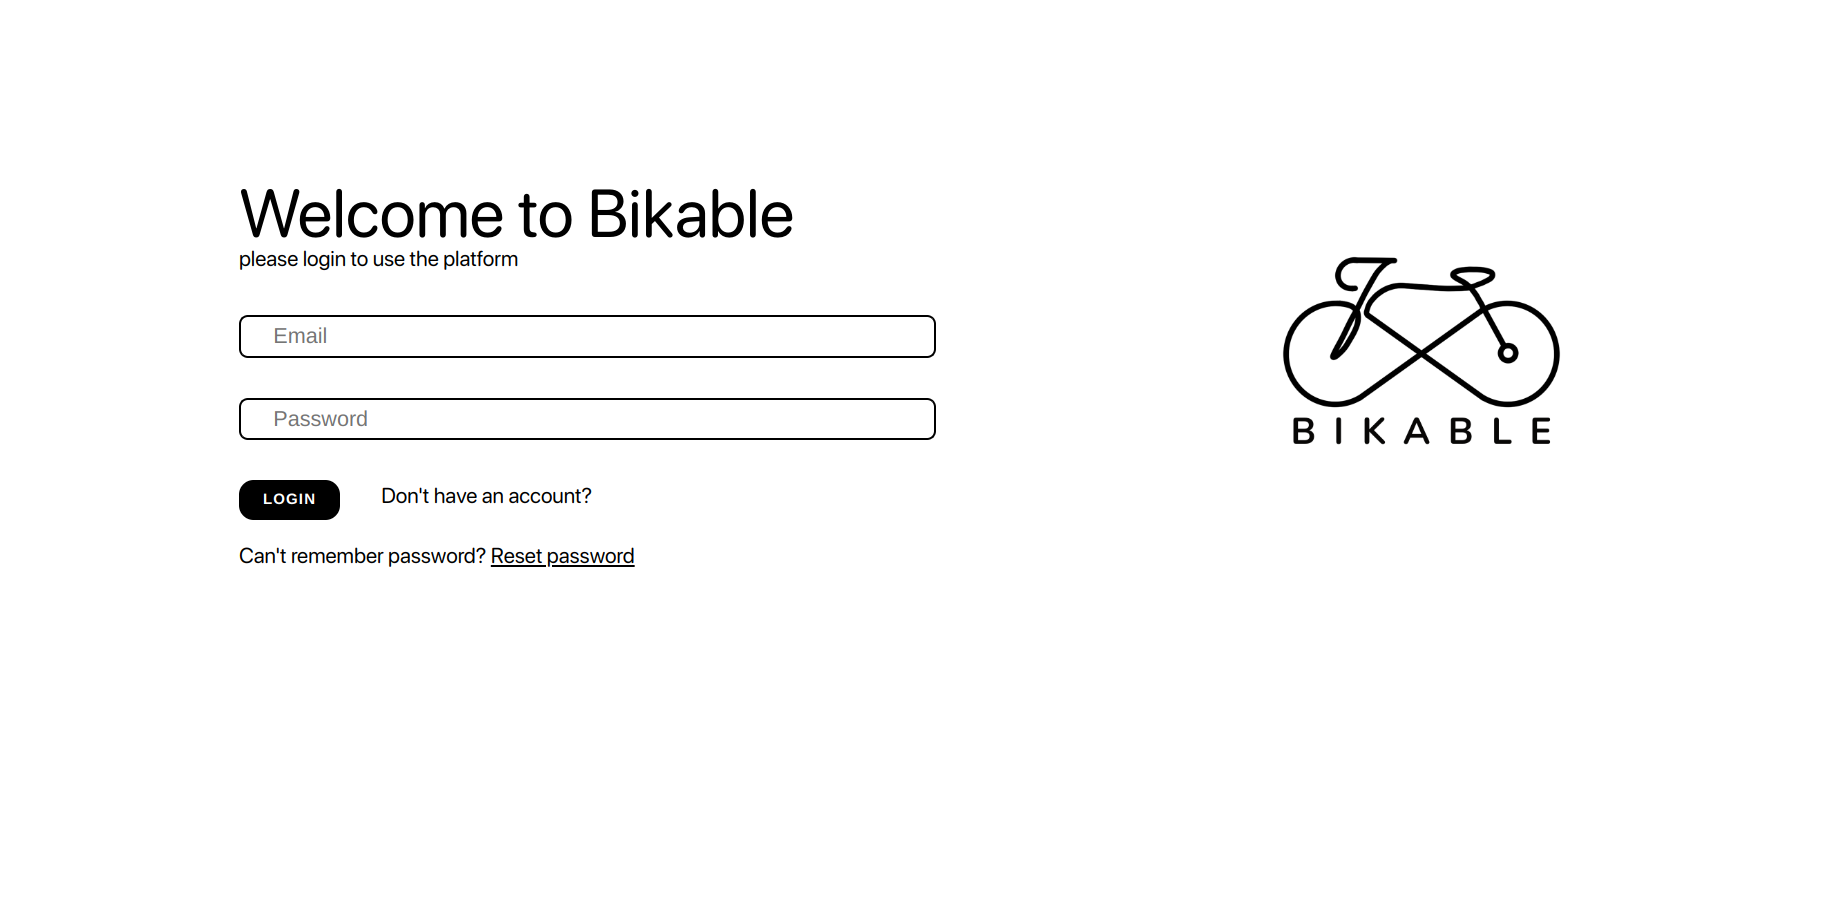 Welcome to Bikable
please login to use the platform
Email
Password
LOGIN
Don't have an account?
Can't remember password? Reset password
BIKABLE